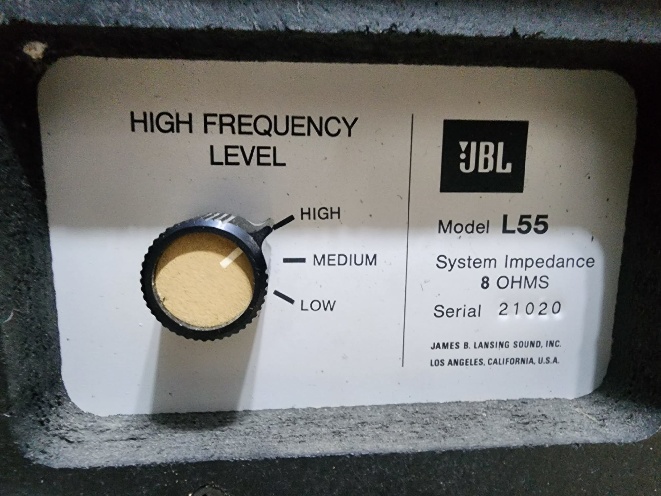 HIGH FREQUENCY
LEVEL
HIGH
MEDIUM
LOW
JBL
Model L55
System Impedance
8 OHMS
Serial 21020
JAMES B. LANSING SOUND, INC.
LOS ANGELES, CALIFORNIA, U.S.A.